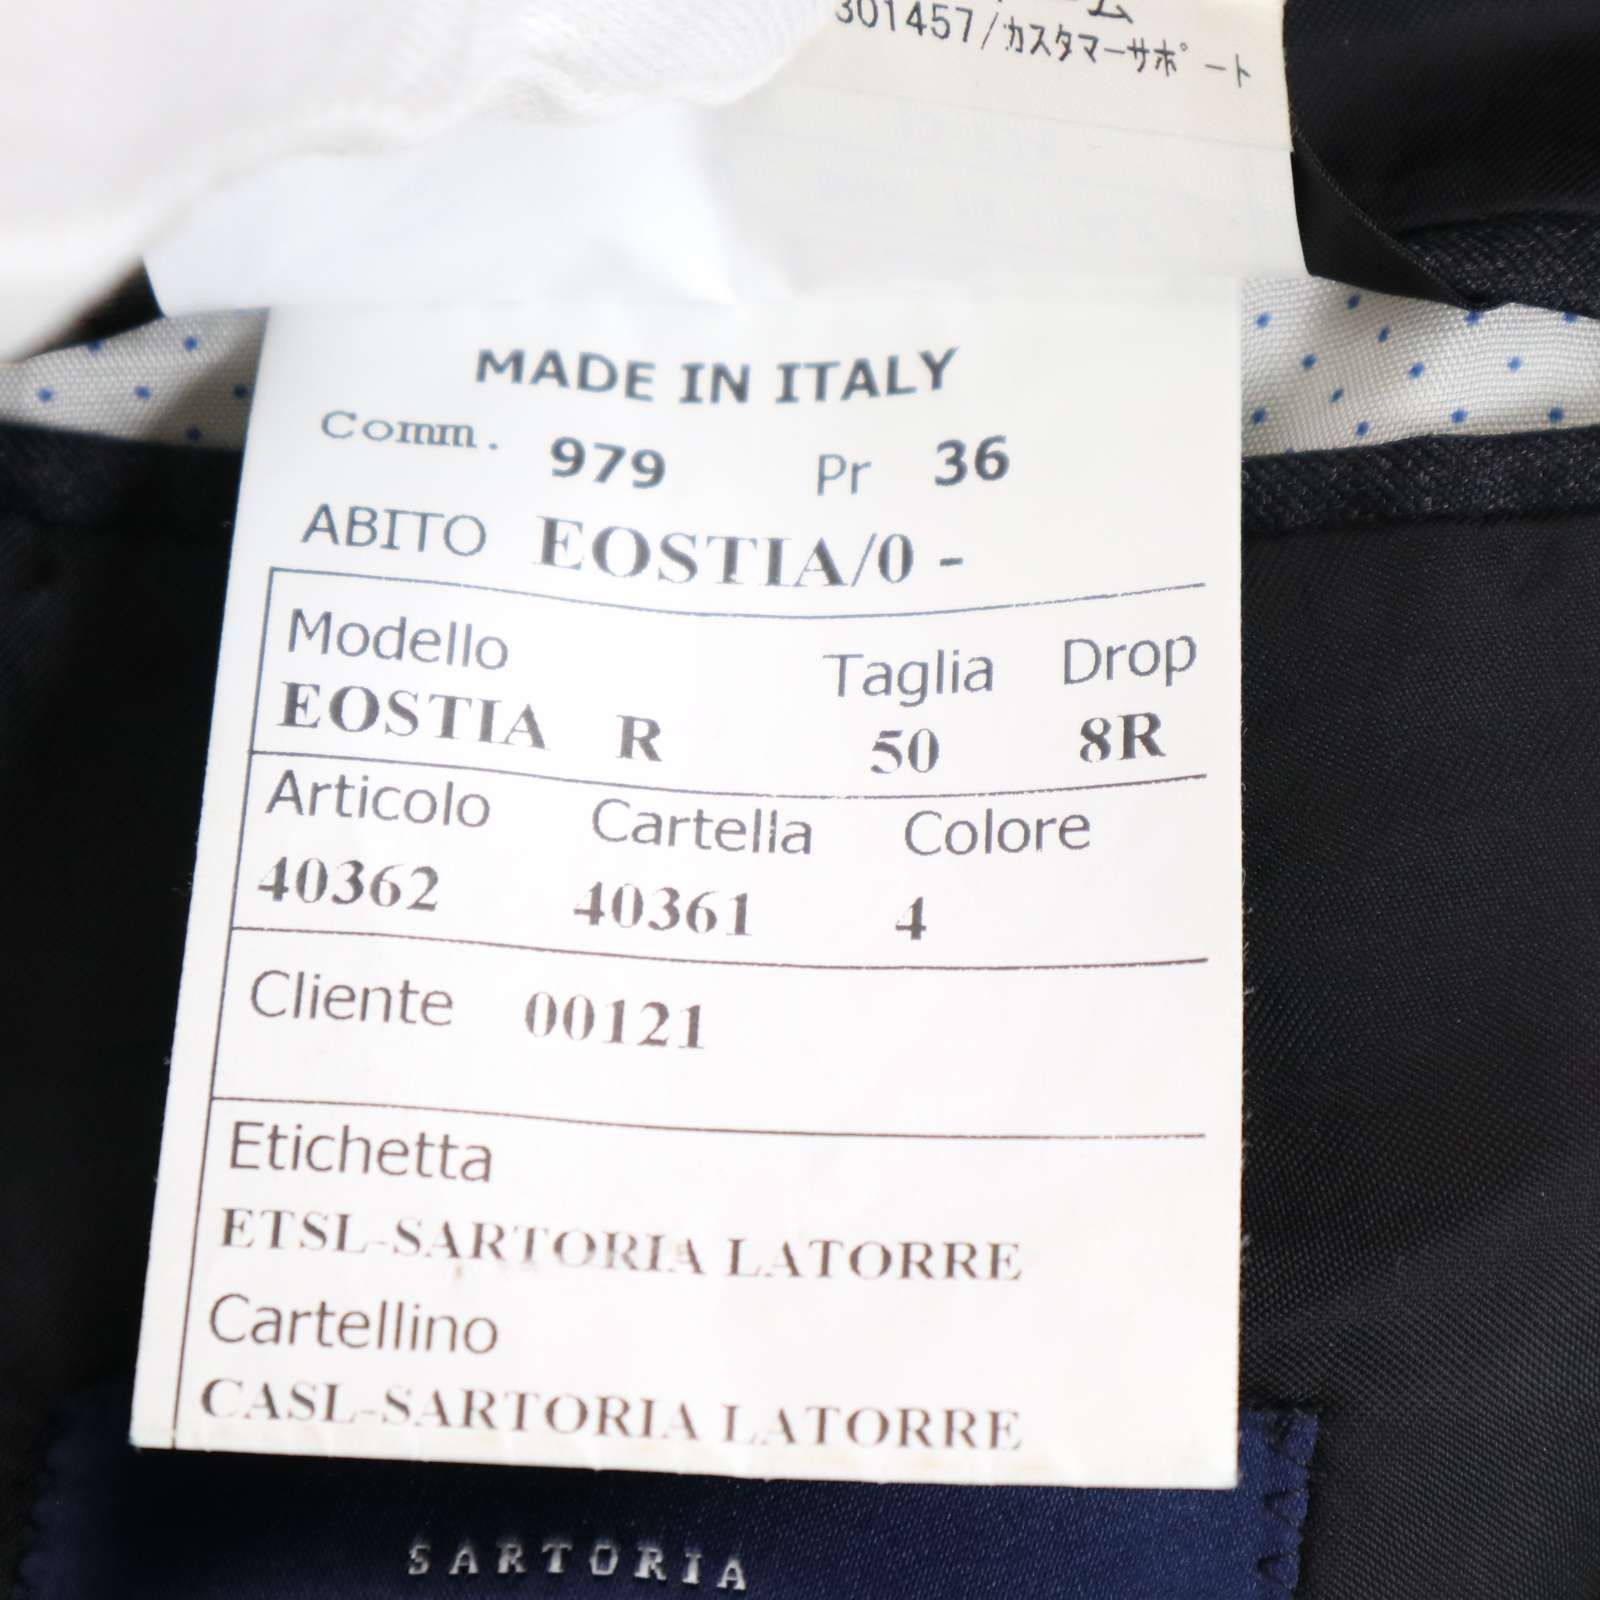 301457/カスタマーサポート
MADE IN ITALY
Comm. 979 Pr 36
ABITO EOSTIA/0 -
Modello Taglia Drop
EOSTIA R 50 8R
Articolo Cartella Colore
40362 40361 4
Cliente 00121
Etichetta
ETSL-SARTORIA LATORRE
Cartellino
CASL-SARTORIA LATORRE
SARTORIA